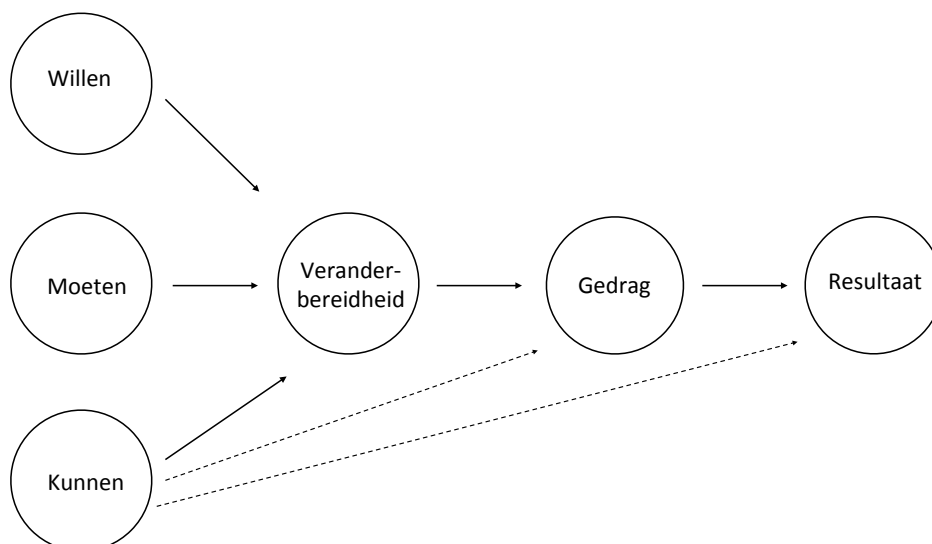 Willen
Moeten
Verander-
bereidheid
Gedrag
Resultaat
Kunnen